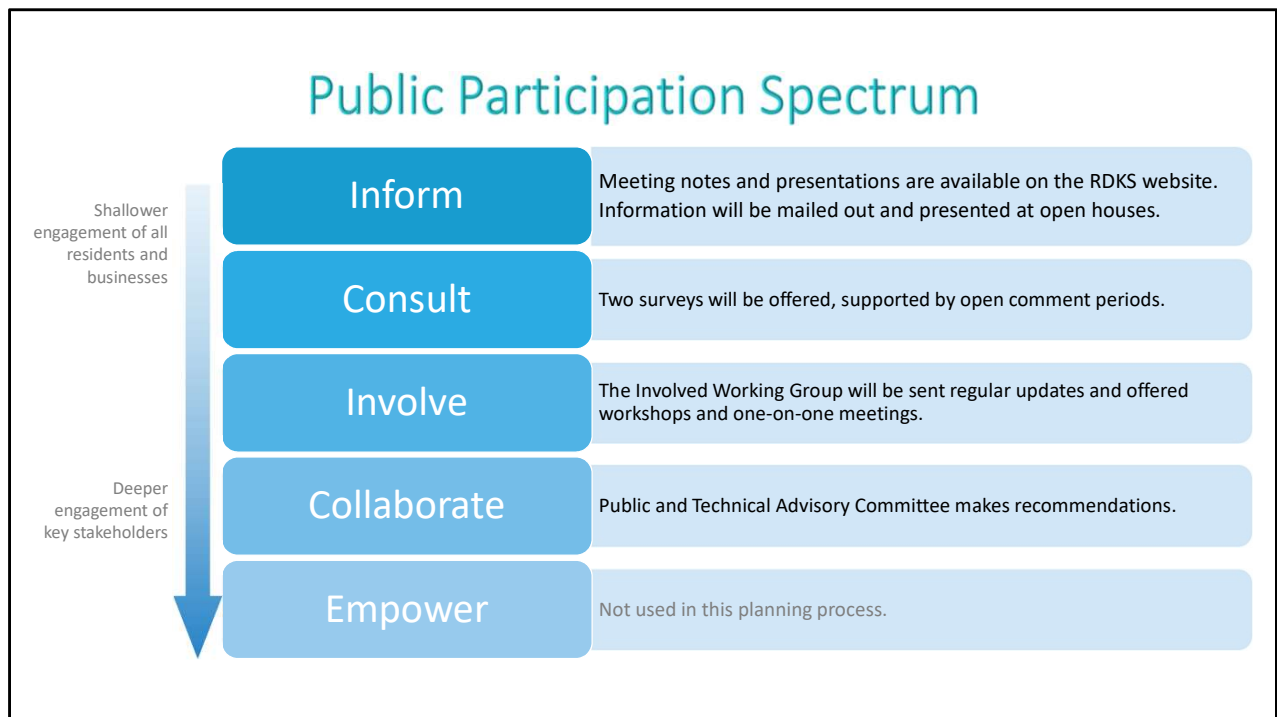 Public Participation Spectrum
Shallower
engagement of all
residents and
businesses
Deeper
engagement of
key stakeholders
Inform
Meeting notes and presentations are available on the RDKS website.
Information will be mailed out and presented at open houses.
Consult
Two surveys will be offered, supported by open comment periods.
Involve
The Involved Working Group will be sent regular updates and offered
workshops and one-on-one meetings.
Collaborate
Public and Technical Advisory Committee makes recommendations.
Empower
Not used in this planning process.